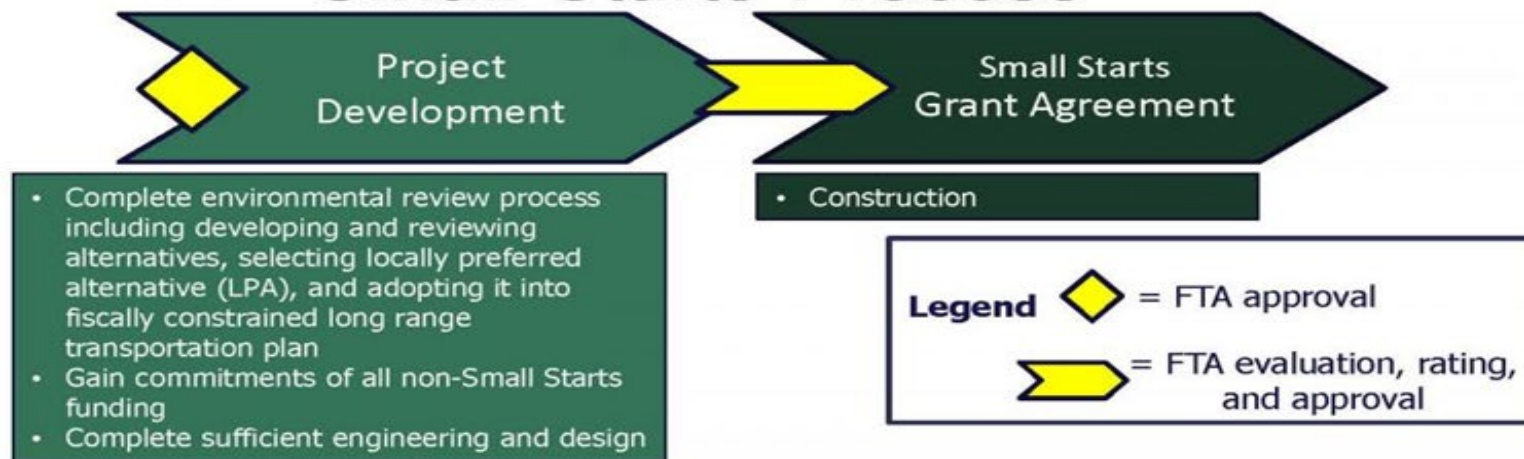 Project
Development
Small Starts
Grant Agreement
• Complete environmental review process
including developing and reviewing
alternatives, selecting locally preferred
alternative (LPA), and adopting it into
fiscally constrained long range
transportation plan
• Gain commitments of all non-Small Starts
funding
• Complete sufficient engineering and design
• Construction
Legend
= FTA approval
= FTA evaluation, rating,
and approval